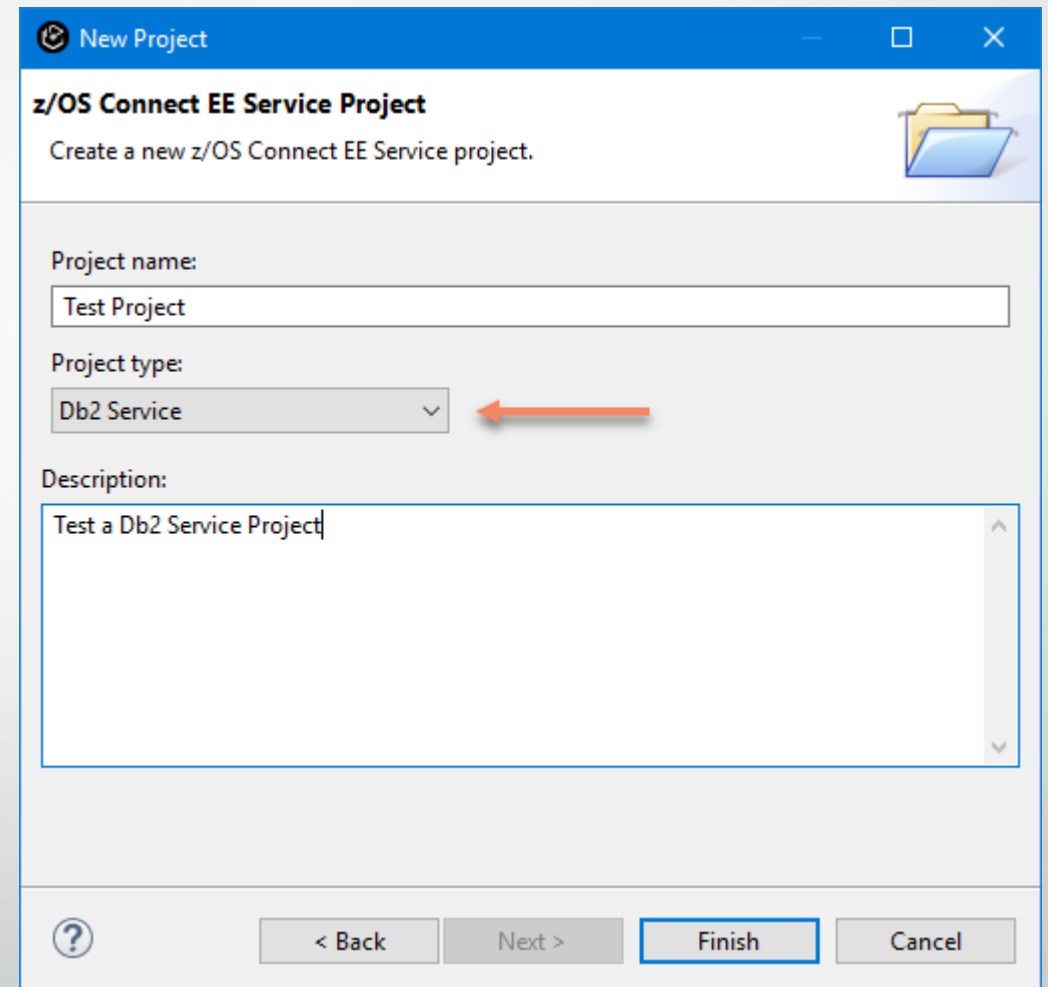 New Project
z/OS Connect EE Service Project
Create a new z/OS Connect EE Service project.
Project name:
Test Project
Project type:
Db2 Service
Description:
Test a Db2 Service Project
?
< Back
Next >
Finish
Cancel